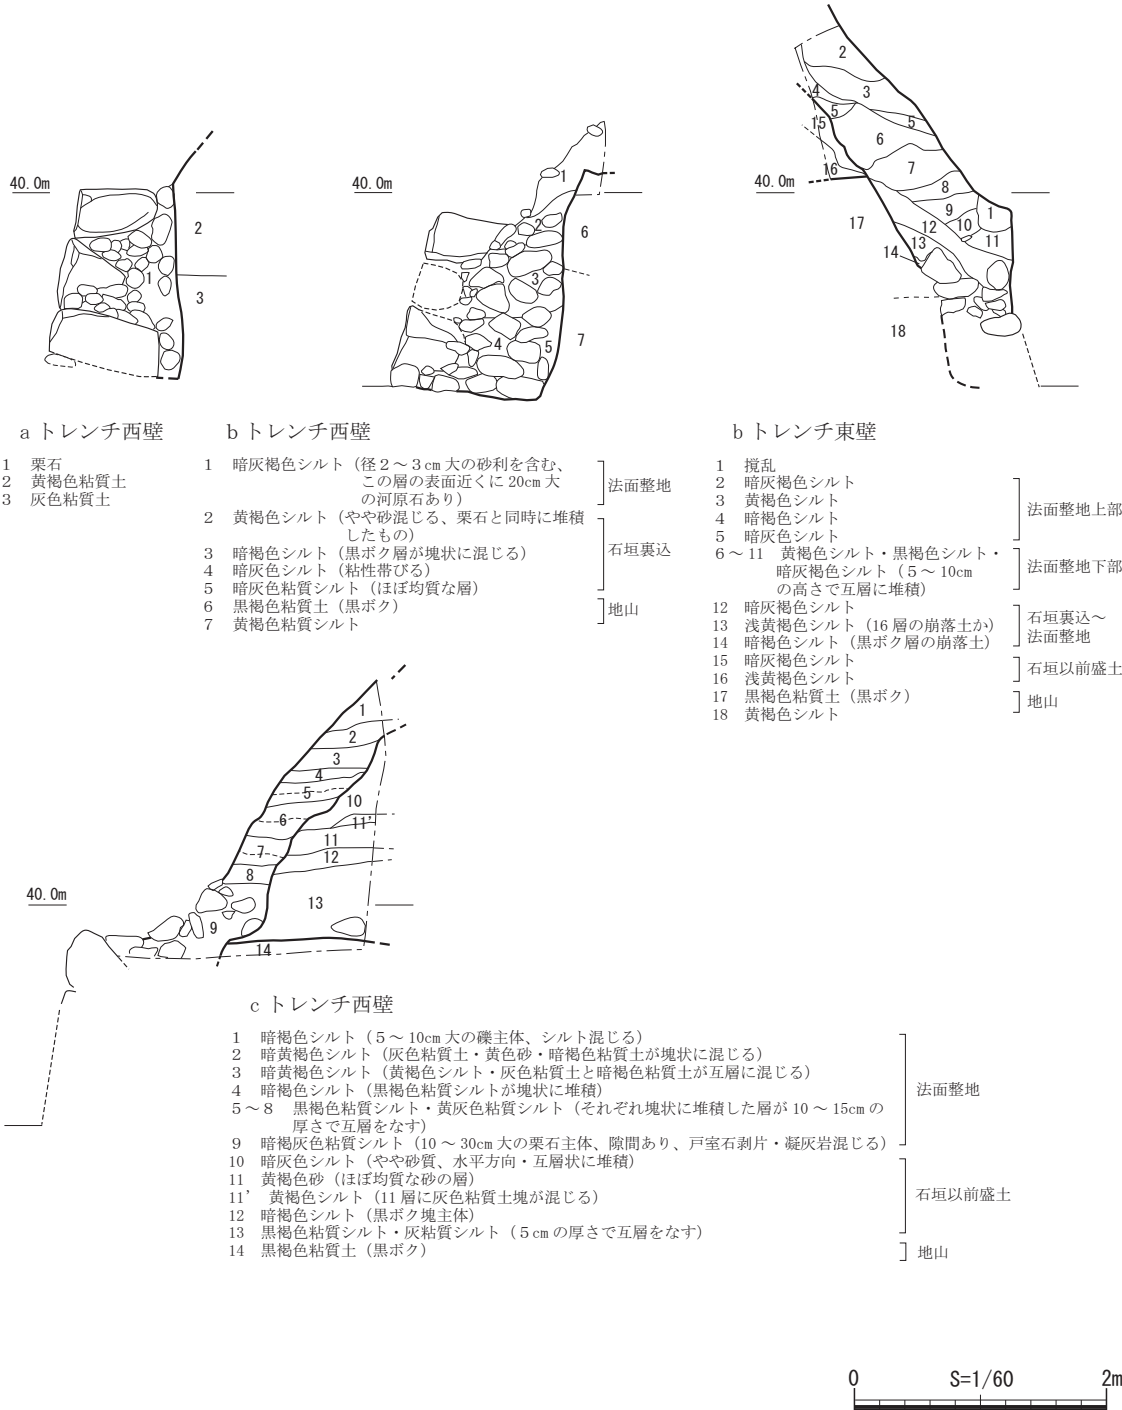 40.0m
1
2
3
40.0m
1
2
3
4
5
6
7
40.0m
2
3
4
5
5
15
6
16
7
8
9
1
10
11
12
13
14
17
18
a トレンチ西壁
1 栗石
2 黄褐色粘質土
3 灰色粘質土
b トレンチ西壁
1 暗灰褐色シルト（径２～３cm 大の砂利を含む、
この層の表面近くに 20cm 大
の河原石あり）
法面整地
2 黄褐色シルト（やや砂混じる、栗石と同時に堆積
したもの）
3 暗褐色シルト（黒ボク層が塊状に混じる）
4 暗灰色シルト（粘性帯びる）
5 暗灰色粘質シルト（ほぼ均質な層）
石垣裏込
6 黒褐色粘質土（黒ボク）
7 黄褐色粘質シルト
地山
b トレンチ東壁
1 撹乱
2 暗灰褐色シルト
3 黄褐色シルト
4 暗褐色シルト
5 暗灰色シルト
法面整地上部
6～11 黄褐色シルト・黒褐色シルト・
暗灰褐色シルト（５～10cm
の高さで互層に堆積）
法面整地下部
12 暗灰褐色シルト
13 浅黄褐色シルト（16 層の崩落土か）
14 暗褐色シルト（黒ボク層の崩落土）
石垣裏込～
法面整地
15 暗灰褐色シルト
16 浅黄褐色シルト
石垣以前盛土
17 黒褐色粘質土（黒ボク）
18 黄褐色シルト
地山
40.0m
1
2
3
4
5
6
7
8
9
10
11'
11
12
13
14
c トレンチ西壁
1 暗褐色シルト（５～10cm 大の礫主体、シルト混じる）
2 暗黄褐色シルト（灰色粘質土・黄色砂・暗褐色粘質土が塊状に混じる）
3 暗黄褐色シルト（黄褐色シルト・灰色粘質土と暗褐色粘質土が互層に混じる）
4 暗褐色シルト（黒褐色粘質シルトが塊状に堆積）
5～8 黒褐色粘質シルト・黄灰色粘質シルト（それぞれ塊状に堆積した層が 10～15cm の
厚さで互層をなす）
9 暗褐灰色粘質シルト（10～30cm 大の栗石主体、隙間あり、戸室石剥片・凝灰岩混じる）
法面整地
10 暗灰色シルト（やや砂質、水平方向・互層状に堆積）
11 黄褐色砂（ほぼ均質な砂の層）
11' 黄褐色シルト（11 層に灰色粘質土塊が混じる）
12 暗褐色シルト（黒ボク塊主体）
13 黒褐色粘質シルト・灰粘質シルト（５cm の厚さで互層をなす）
石垣以前盛土
14 黒褐色粘質土（黒ボク）
地山
0 S=1/60 2m